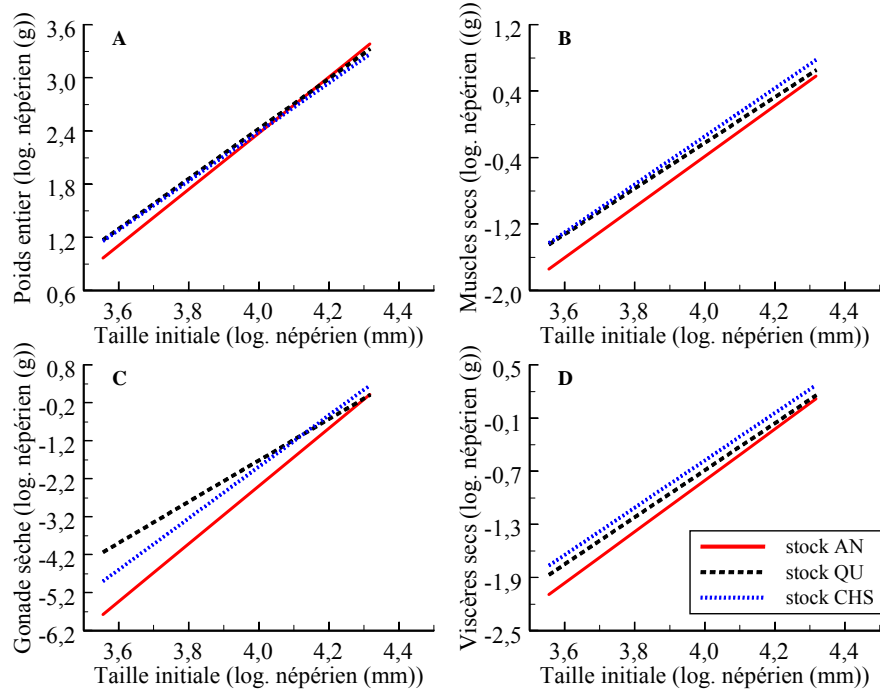 A
Poids entier (log. népérien (g))
3,6
3,0
2,4
1,8
1,2
0,6
3,6 3,8 4,0 4,2 4,4
Taille initiale (log. népérien (mm))
B
Muscles secs (log. népérien ((g))
1,2
0,4
-0,4
-1,2
-2,0
3,6 3,8 4,0 4,2 4,4
Taille initiale (log. népérien (mm))
C
Gonade sèche (log. népérien (g))
0,8
-0,2
-1,2
-2,2
-3,2
-4,2
-5,2
-6,2
3,6 3,8 4,0 4,2 4,4
Taille initiale (log. népérien (mm))
D
Viscères secs (log. népérien (g))
0,5
-0,1
-0,7
-1,3
-1,9
-2,5
3,6 3,8 4,0 4,2 4,4
Taille initiale (log. népérien (mm))
stock AN
stock QU
stock CHS